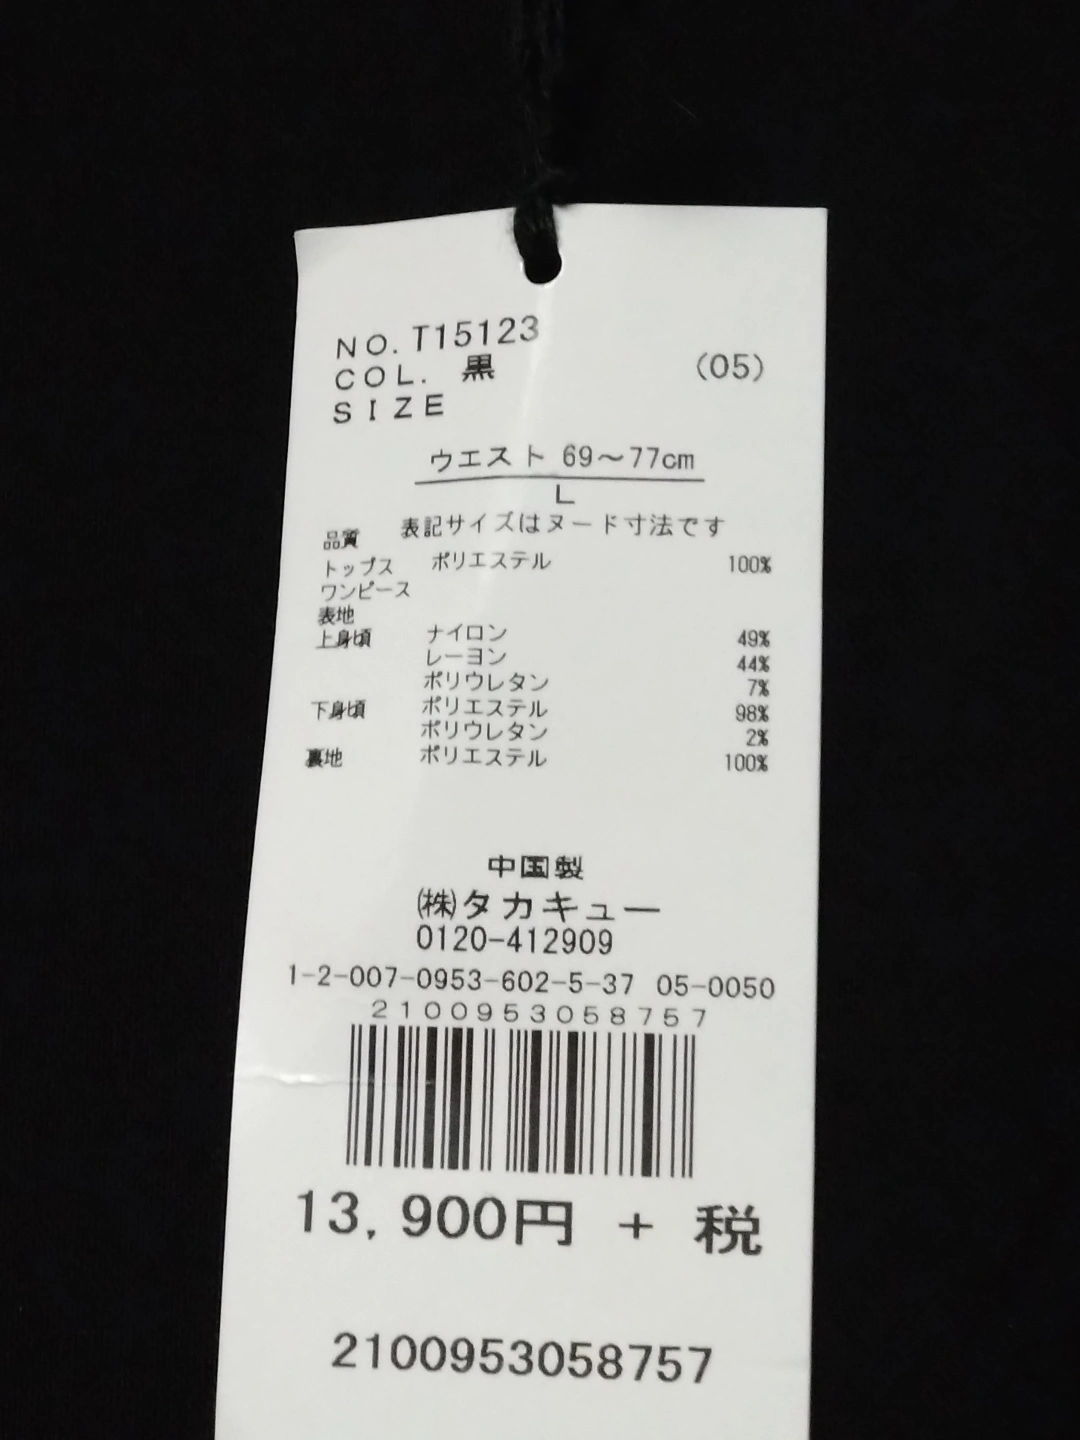 NO. T15123
COL. 黒 (05)
SIZE
ウエスト 69〜77cm
L
表記サイズはヌード寸法です
品質
トップス ポリエステル 100%
ワンピース
表地
上身頃 ナイロン 49%
レーヨン 44%
ポリウレタン 7%
下身頃 ポリエステル 98%
ポリウレタン 2%
裏地 ポリエステル 100%
中国製
㈱タカキュー
0120-412909
1-2-007-0953-602-5-37 05-0050
2100953058757
13,900円 + 税
2100953058757